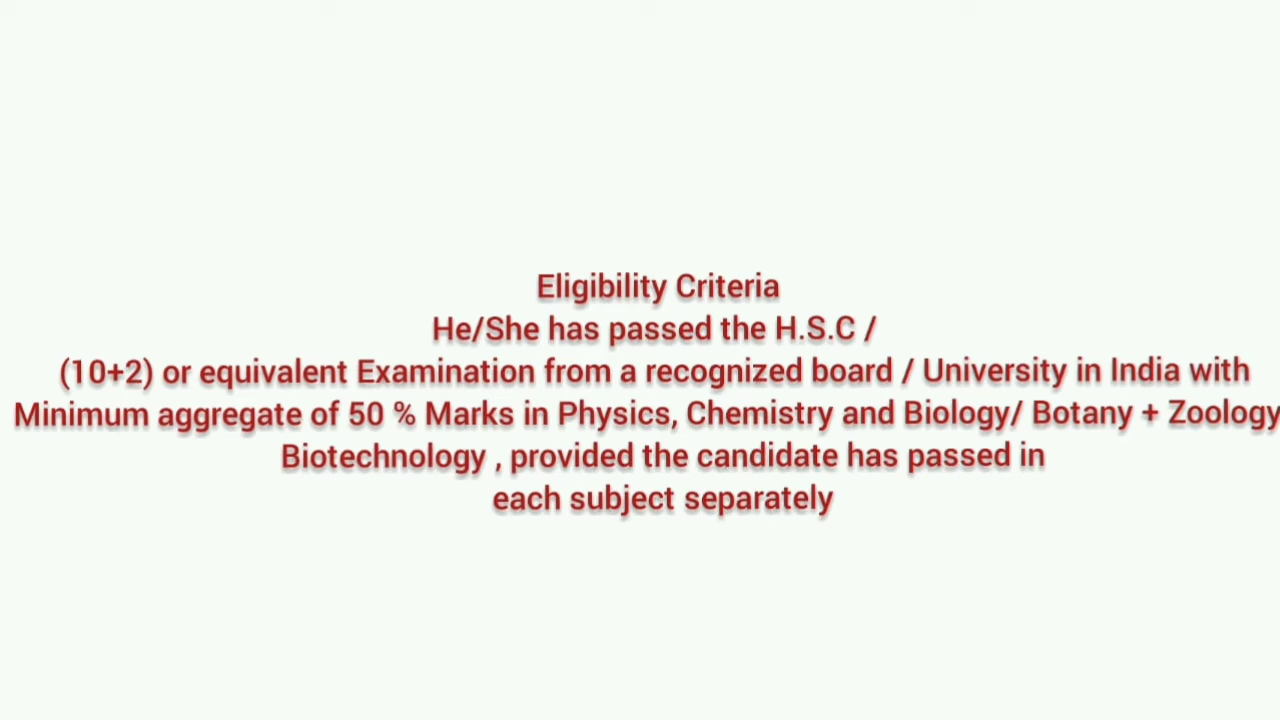 Eligibility Criteria
He/She has passed the H.S.C /
(10+2) or equivalent Examination from a recognized board / University in India with
Minimum aggregate of 50 % Marks in Physics, Chemistry and Biology/ Botany + Zoology
Biotechnology , provided the candidate has passed in
each subject separately